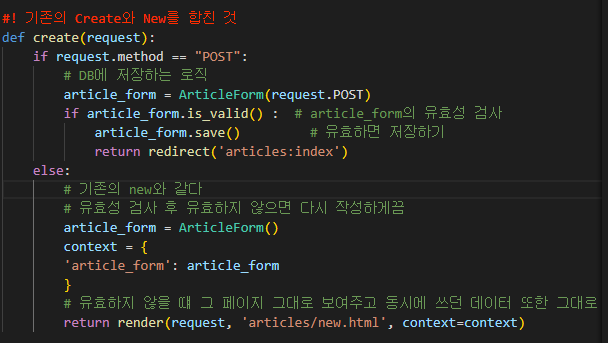 #! 기존의 Create와 New를 합친 것
def create(request):
    if request.method == "POST":
        # DB에 저장하는 로직
        article_form = ArticleForm(request.POST)
        if article_form.is_valid() :  # article_form의 유효성 검사
            article_form.save()         # 유효하면 저장하기
            return redirect('articles:index')
    else:
        # 기존의 new와 같다
        # 유효성 검사 후 유효하지 않으면 다시 작성하게끔
        article_form = ArticleForm()
        context = {
        'article_form': article_form
        }
        # 유효하지 않을 떄 그 페이지 그대로 보여주고 동시에 쓰던 데이터 또한 그대로
        return render(request, 'articles/new.html', context=context)